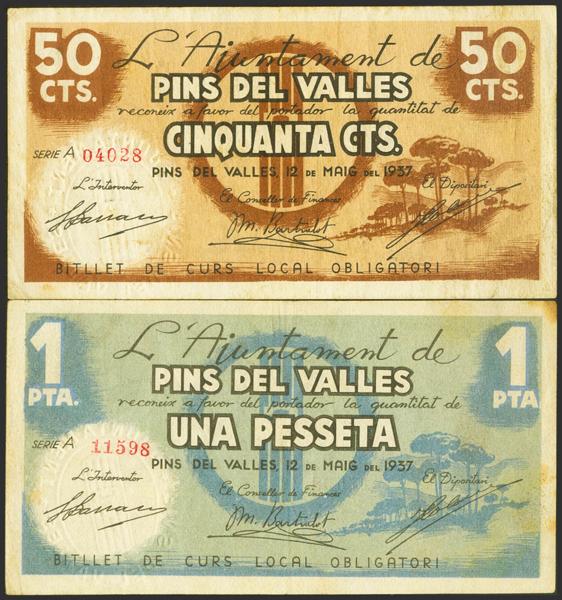 50 CTS.
L'Ajuntament de
50 CTS.
PINS DEL VALLES
reconeix a favor del portador la quantitat de
CINQUANTA CTS.
SERIE A 04028
PINS DEL VALLES, 12 DE MAIG DEL 1937
L'Interventor
El Conseller de Finances
El Dipositari
BITLLET DE CURS LOCAL OBLIGATORI
1 PTA.
L'Ajuntament de
1 PTA.
PINS DEL VALLES
reconeix a favor del portador la quantitat de
UNA PESSETA
SERIE A 11598
PINS DEL VALLES, 12 DE MAIG DEL 1937
L'Interventor
El Conseller de Finances
El Dipositari
BITLLET DE CURS LOCAL OBLIGATORI